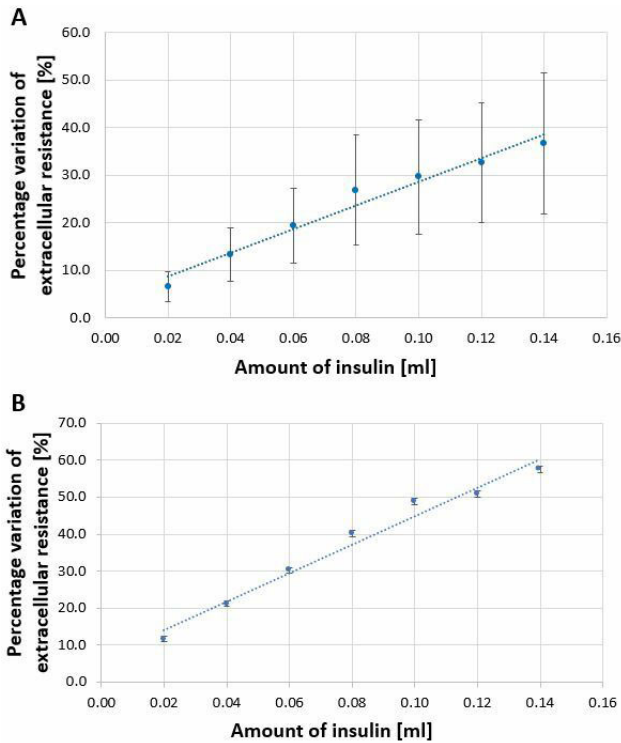 A
Percentage variation of
extracellular resistance [%]
60.0
50.0
40.0
30.0
20.0
10.0
0.0
0.00 0.02 0.04 0.06 0.08 0.10 0.12 0.14 0.16
Amount of insulin [ml]
B
Percentage variation of
extracellular resistance [%]
70.0
60.0
50.0
40.0
30.0
20.0
10.0
0.0
0.00 0.02 0.04 0.06 0.08 0.10 0.12 0.14 0.16
Amount of insulin [ml]